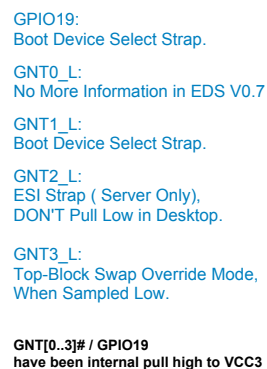 GPIO19:
Boot Device Select Strap.
GNT0_L:
No More Information in EDS V0.7
GNT1_L:
Boot Device Select Strap.
GNT2_L:
ESI Strap ( Server Only),
DON'T Pull Low in Desktop.
GNT3_L:
Top-Block Swap Override Mode,
When Sampled Low.
GNT[0..3]# / GPIO19
have been internal pull high to VCC3